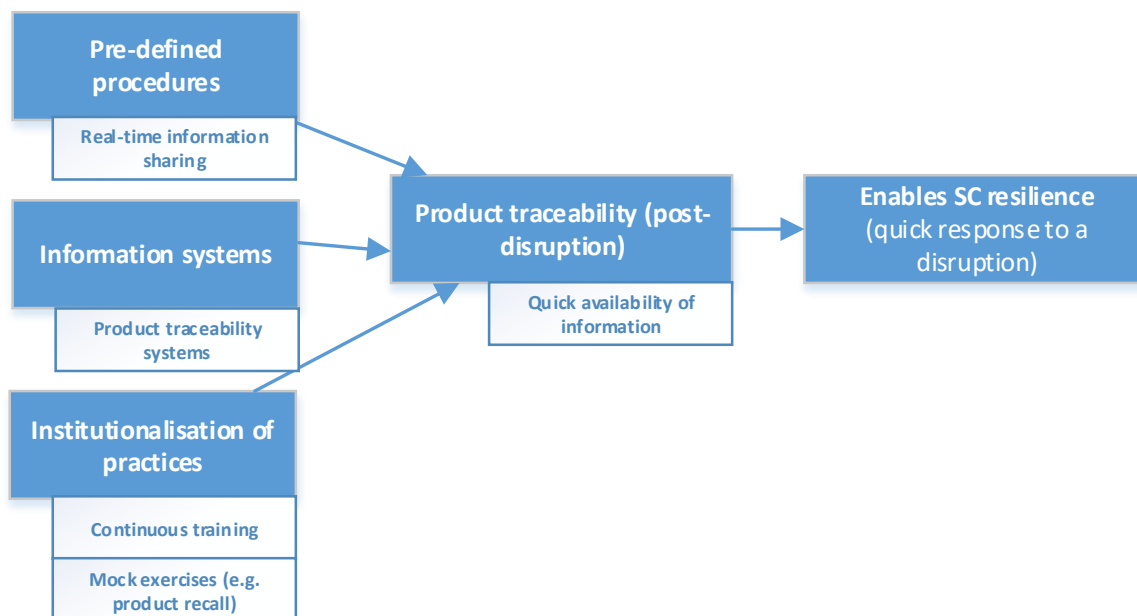 Pre-defined
procedures
Real-time information
sharing
Information systems
Product traceability
systems
Institutionalisation of
practices
Continuous training
Mock exercises (e.g.
product recall)
Product traceability (post-
disruption)
Quick availability of
information
Enables SC resilience
(quick response to a
disruption)